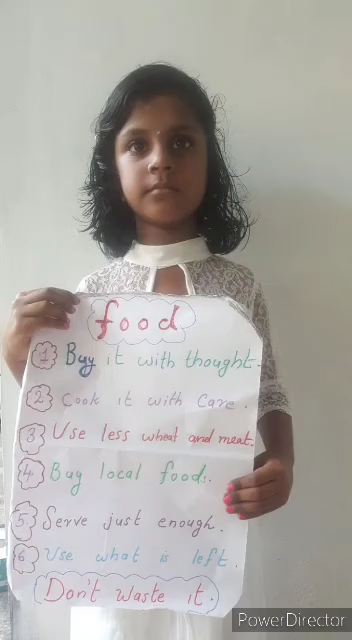 food
1 Buy it with thought.
2 Cook it with care.
3 Use less wheat and meat.
4 Buy local foods.
5 Serve just enough.
6 Use what is left.
Don't waste it.
PowerDirector